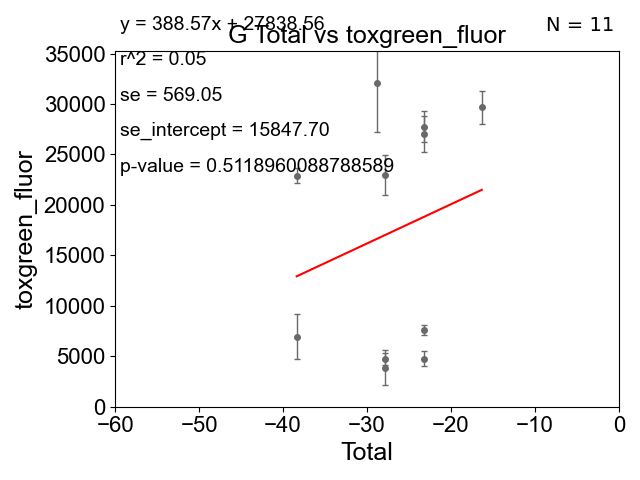 y = 388.57x + 27838.56
G Total vs toxgreen_fluor
N = 11
r^2 = 0.05
se = 569.05
se_intercept = 15847.70
p-value = 0.5118960088788589
toxgreen_fluor
35000
30000
25000
20000
15000
10000
5000
0
−60
−50
−40
−30
−20
−10
0
Total